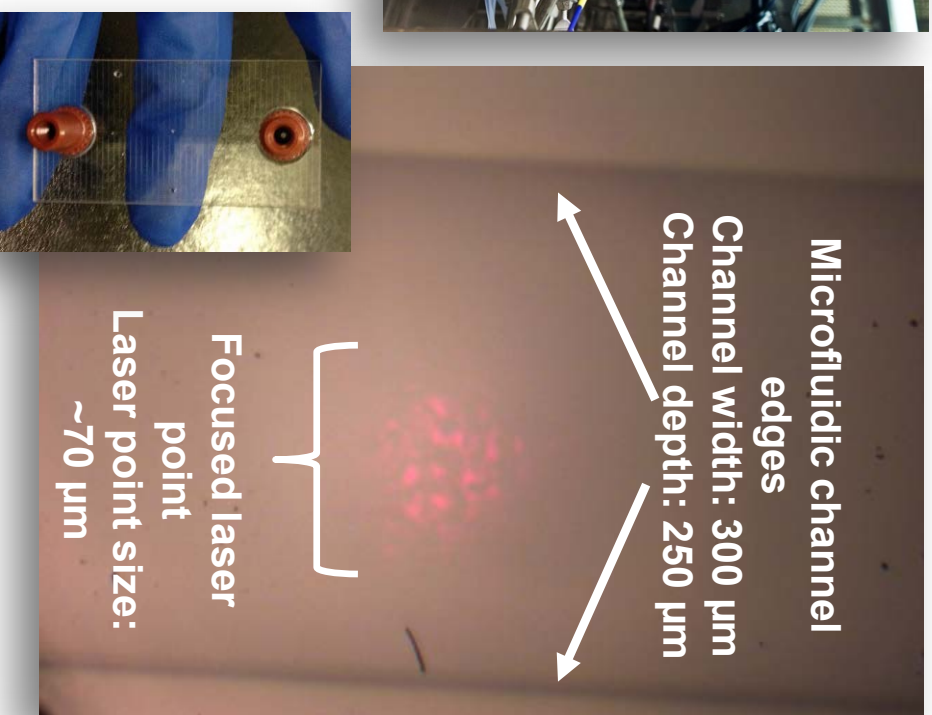 Microfluidic channel
edges
Channel width: 300 µm
Channel depth: 250 µm
Focused laser
point
Laser point size:
~70 µm